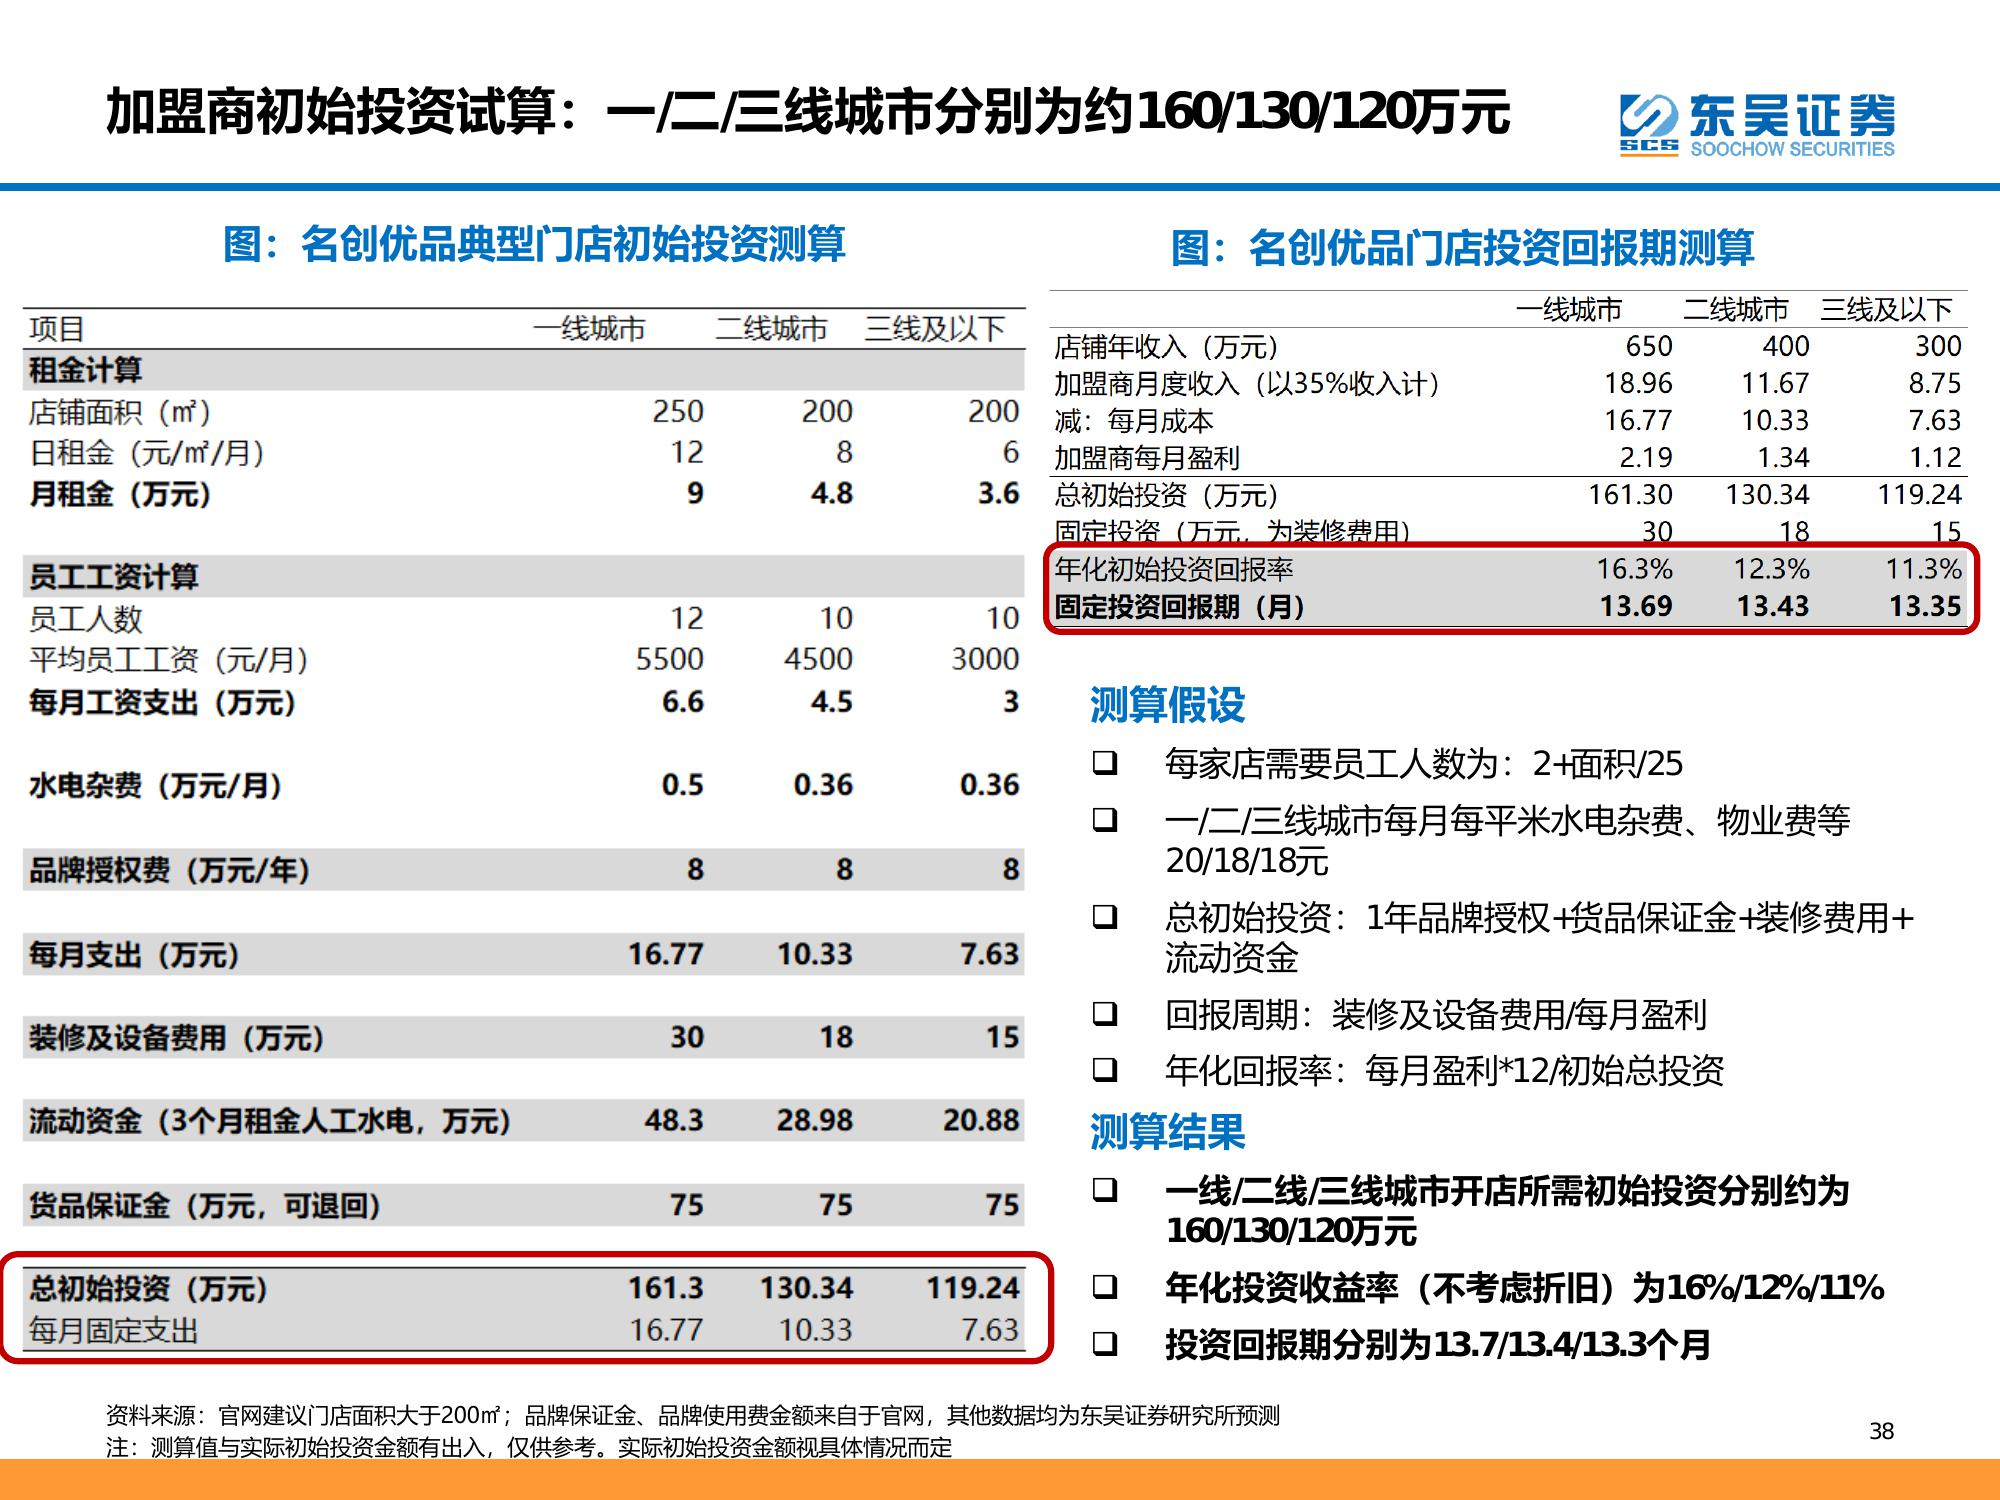 加盟商初始投资试算：一/二/三线城市分别为约160/130/120万元
东吴证券
SCS SOOCHOW SECURITIES
图：名创优品典型门店初始投资测算
项目 一线城市 二线城市 三线及以下
租金计算
店铺面积（㎡） 250 200 200
日租金（元/㎡/月） 12 8 6
月租金（万元） 9 4.8 3.6
员工工资计算
员工人数 12 10 10
平均员工工资（元/月） 5500 4500 3000
每月工资支出（万元） 6.6 4.5 3
水电杂费（万元/月） 0.5 0.36 0.36
品牌授权费（万元/年） 8 8 8
每月支出（万元） 16.77 10.33 7.63
装修及设备费用（万元） 30 18 15
流动资金（3个月租金人工水电，万元） 48.3 28.98 20.88
货品保证金（万元，可退回） 75 75 75
总初始投资（万元） 161.3 130.34 119.24
每月固定支出 16.77 10.33 7.63
图：名创优品门店投资回报期测算
一线城市 二线城市 三线及以下
店铺年收入（万元） 650 400 300
加盟商月度收入（以35%收入计） 18.96 11.67 8.75
减：每月成本 16.77 10.33 7.63
加盟商每月盈利 2.19 1.34 1.12
总初始投资（万元） 161.30 130.34 119.24
固定投资（万元，为装修费用） 30 18 15
年化初始投资回报率 16.3% 12.3% 11.3%
固定投资回报期（月） 13.69 13.43 13.35
测算假设
❑ 每家店需要员工人数为：2+面积/25
❑ 一/二/三线城市每月每平米水电杂费、物业费等
20/18/18元
❑ 总初始投资：1年品牌授权+货品保证金+装修费用+
流动资金
❑ 回报周期：装修及设备费用/每月盈利
❑ 年化回报率：每月盈利*12/初始总投资
测算结果
❑ 一线/二线/三线城市开店所需初始投资分别约为
160/130/120万元
❑ 年化投资收益率（不考虑折旧）为16%/12%/11%
❑ 投资回报期分别为13.7/13.4/13.3个月
资料来源：官网建议门店面积大于200㎡；品牌保证金、品牌使用费金额来自于官网，其他数据均为东吴证券研究所预测
注：测算值与实际初始投资金额有出入，仅供参考。实际初始投资金额视具体情况而定
38